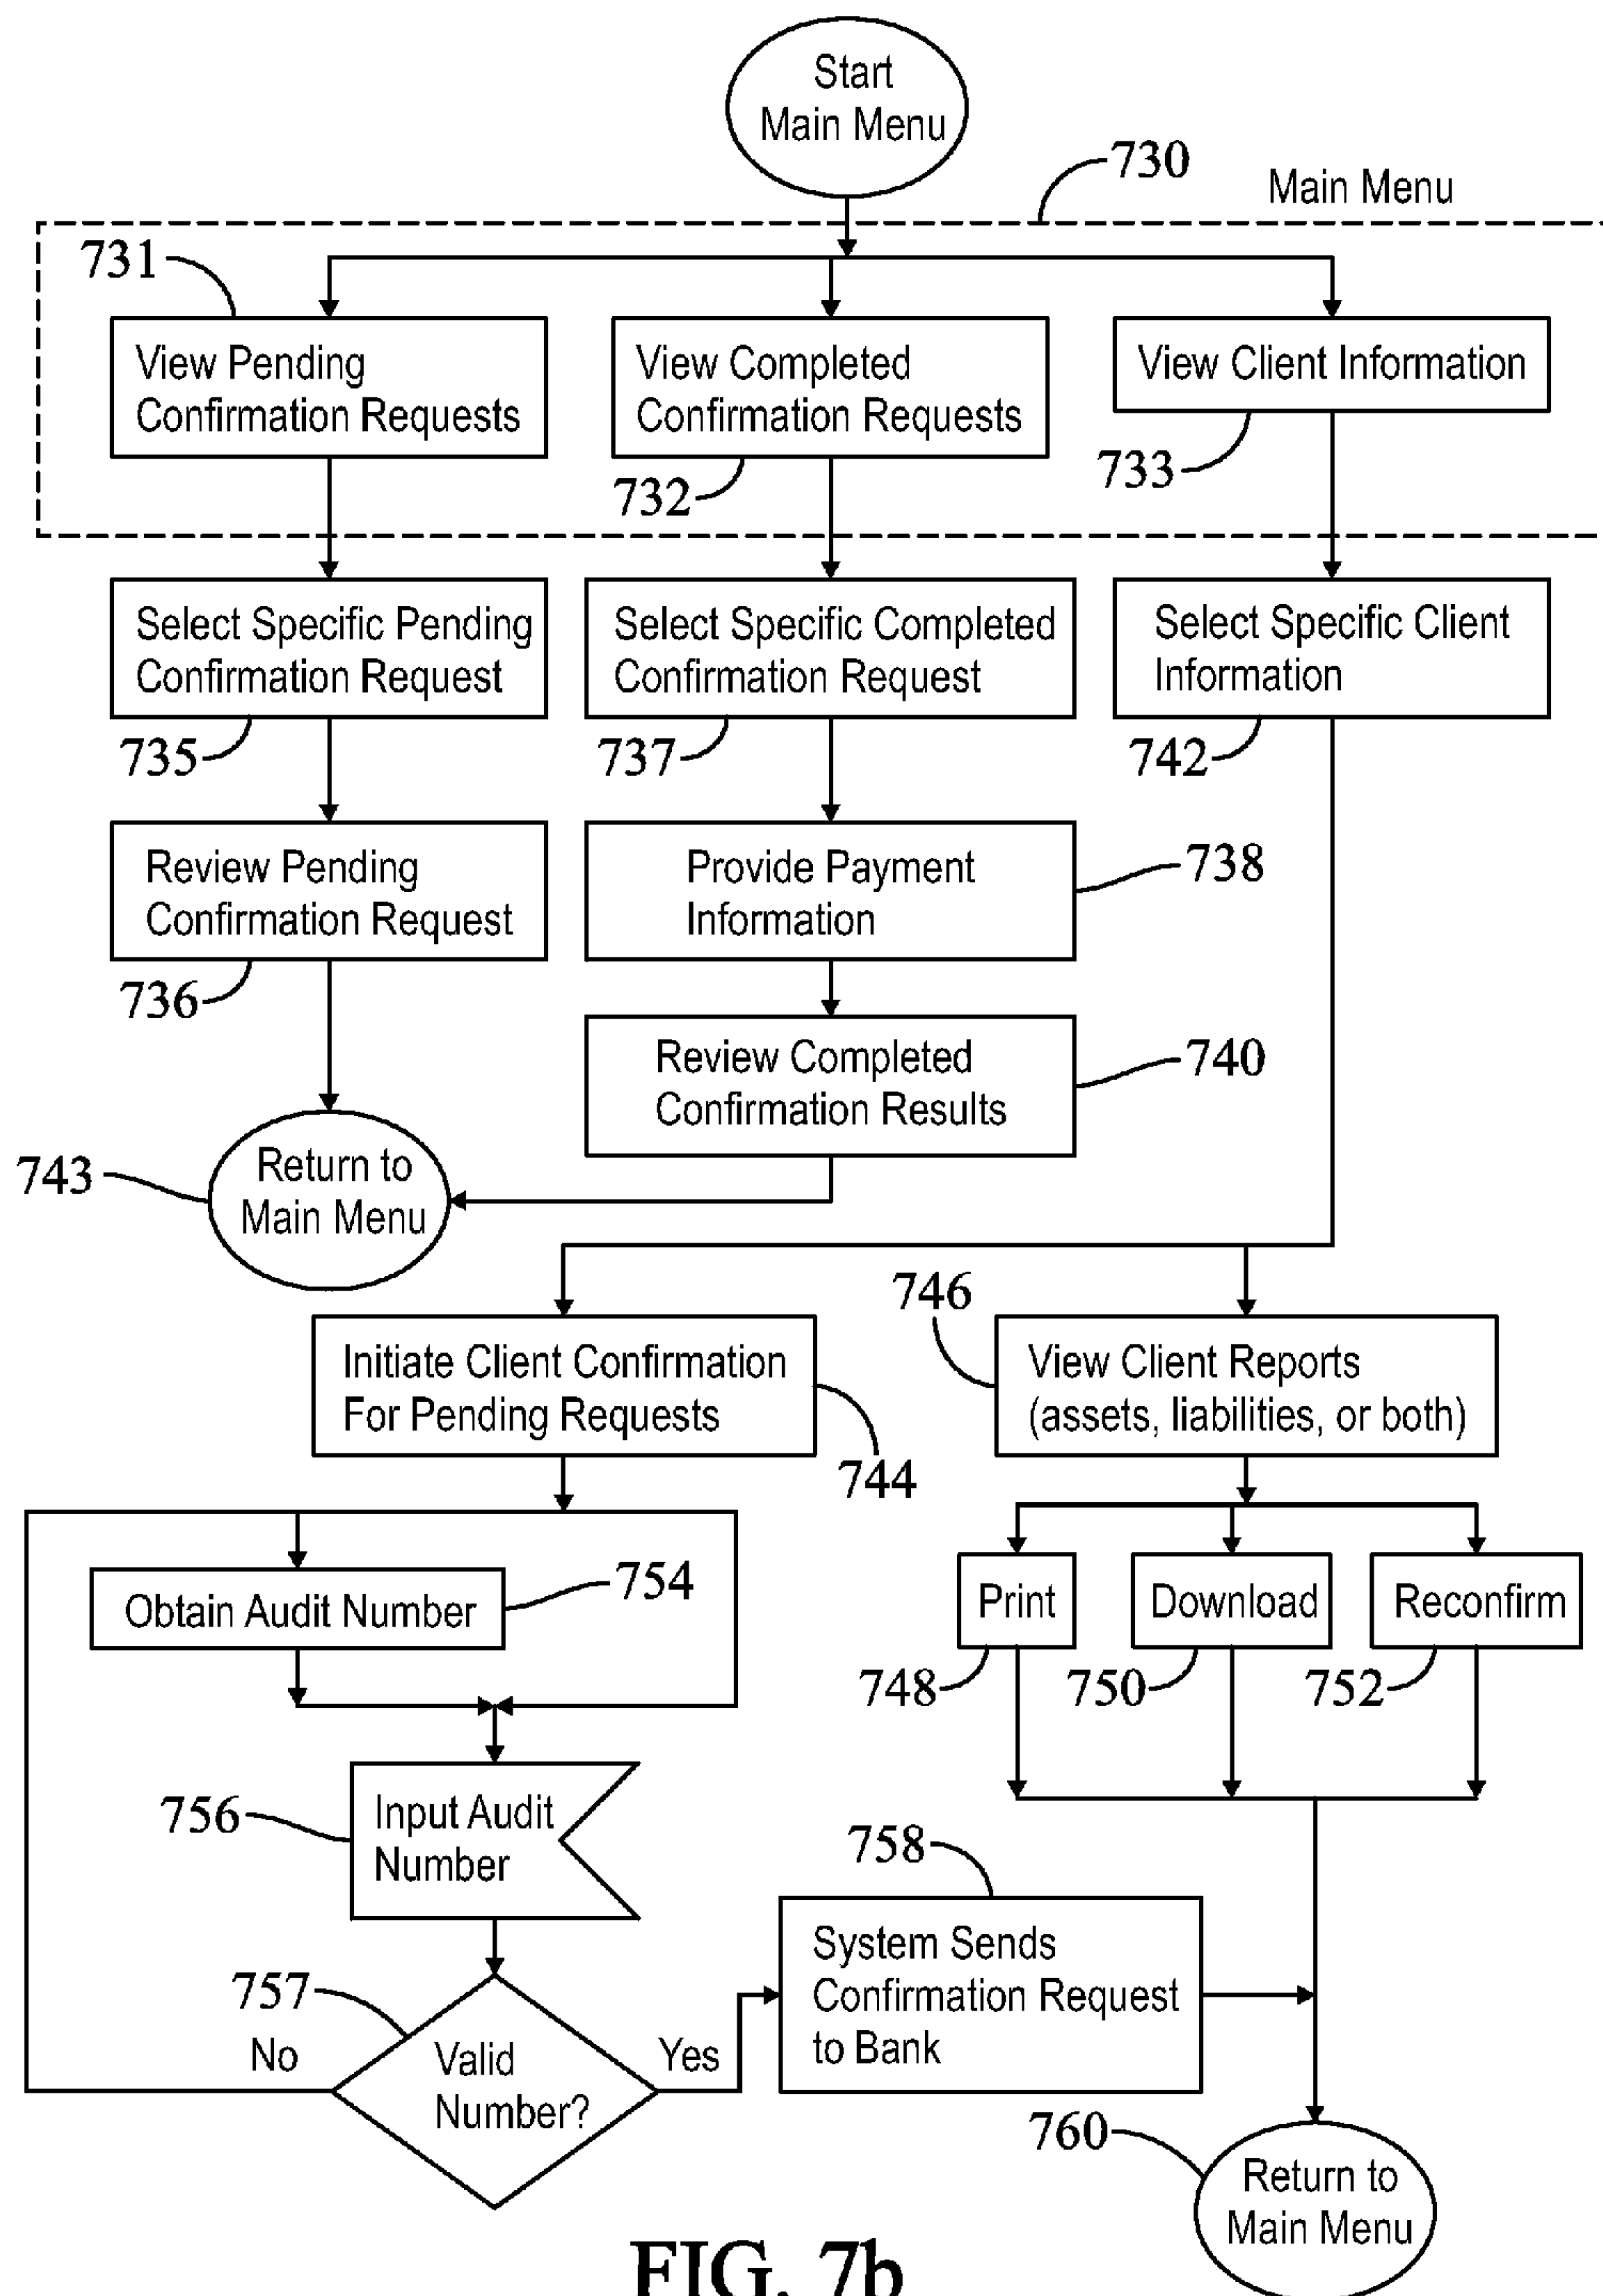 Start
Main Menu
730
Main Menu
731
View Pending
Confirmation Requests
View Completed
Confirmation Requests
View Client Information
732
733
Select Specific Pending
Confirmation Request
Select Specific Completed
Confirmation Request
Select Specific Client
Information
735
737
742
Review Pending
Confirmation Request
Provide Payment
Information
738
736
Review Completed
Confirmation Results
740
743
Return to
Main Menu
746
Initiate Client Confirmation
For Pending Requests
View Client Reports
(assets, liabilities, or both)
744
Obtain Audit Number
754
Print
Download
Reconfirm
748
750
752
756
Input Audit
Number
758
System Sends
Confirmation Request
to Bank
757
No
Valid
Number?
Yes
760
Return to
Main Menu
FIG. 7b